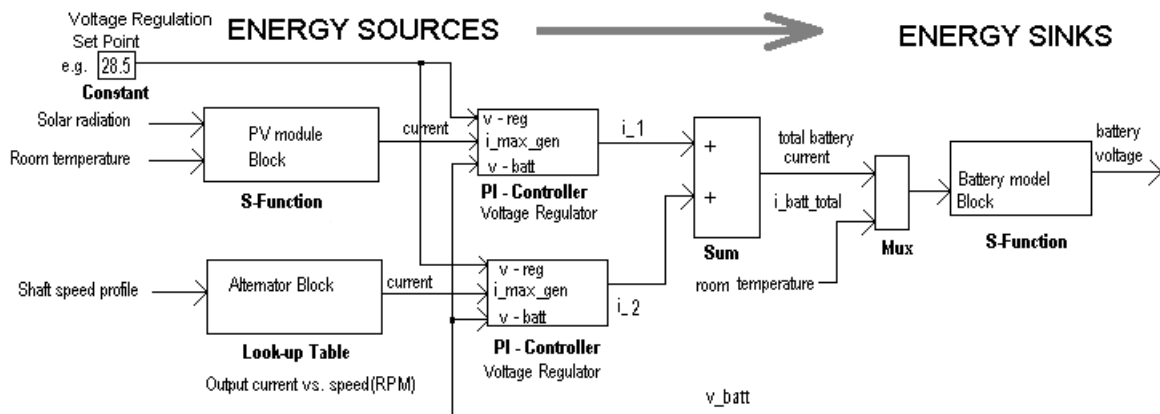 Voltage Regulation
Set Point
e.g. 28.5
Constant
ENERGY SOURCES
ENERGY SINKS
Solar radiation
Room temperature
PV module
Block
S-Function
current
v - reg
i_max_gen
v - batt
PI - Controller
Voltage Regulator
i_1
+
+
Sum
total battery
current
i_batt_total
room temperature
Mux
Battery model
Block
S-Function
battery
voltage
Shaft speed profile
Alternator Block
Look-up Table
Output current vs. speed(RPM)
current
v - reg
i_max_gen
v - batt
PI - Controller
Voltage Regulator
i_2
v_batt